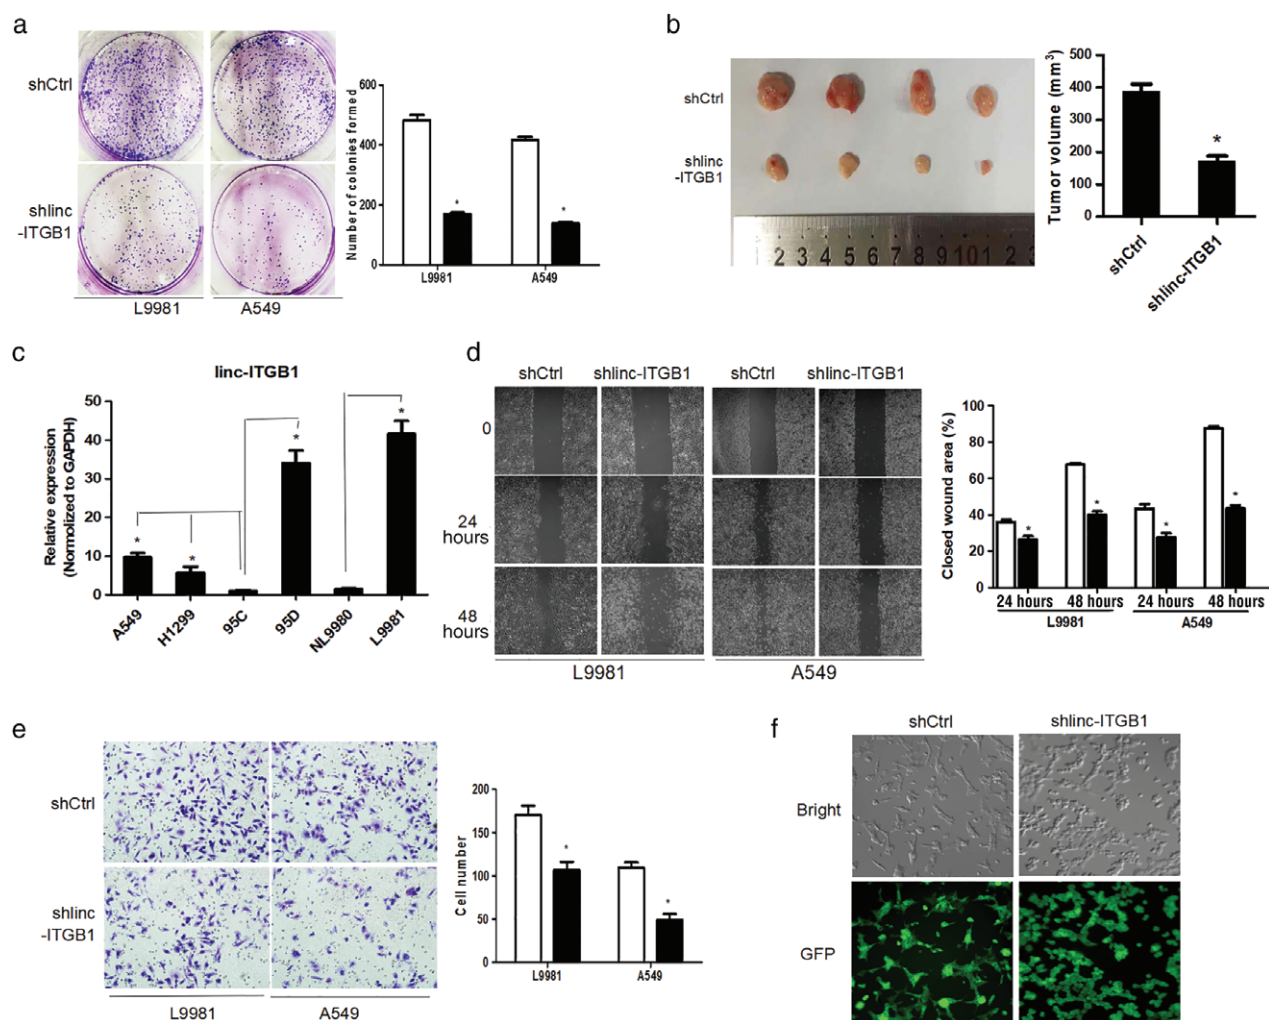 a
shCtrl
shlinc
-ITGB1
L9981
A549
Number of colonies formed
600
400
200
0
*
*
L9981
A549
b
shCtrl
shlinc
-ITGB1
2 3 4 5 6 7 8 9 10 1 2 3
Tumor volume (mm3)
500
400
300
200
100
0
*
shCtrl
shlinc-ITGB1
c
linc-ITGB1
Relative expression
(Normolized to GAPDH)
50
40
30
20
10
0
*
*
*
*
A549
H1299
95C
95D
NL9980
L9981
d
shCtrl
shlinc-ITGB1
shCtrl
shlinc-ITGB1
0
24
hours
48
hours
L9981
A549
Closed wound area (%)
100
80
60
40
20
0
*
*
*
*
24 hours
48 hours
24 hours
48 hours
L9981
A549
e
shCtrl
shlinc
-ITGB1
L9981
A549
Cell number
200
150
100
50
0
*
*
L9981
A549
f
shCtrl
shlinc-ITGB1
Bright
GFP